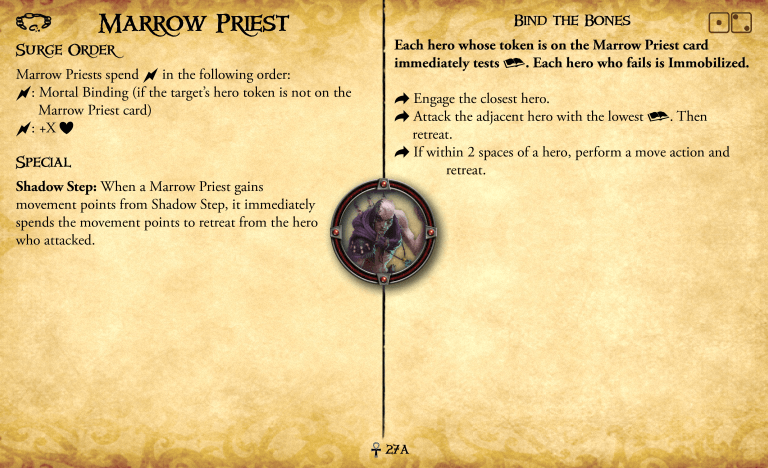 Marrow Priest
Surge Order
Marrow Priests spend in the following order:
: Mortal Binding (if the target's hero token is not on the
Marrow Priest card)
: +X
Special
Shadow Step: When a Marrow Priest gains
movement points from Shadow Step, it immediately
spends the movement points to retreat from the hero
who attacked.
Bind the Bones
Each hero whose token is on the Marrow Priest card
immediately tests . Each hero who fails is Immobilized.
Engage the closest hero.
Attack the adjacent hero with the lowest . Then
retreat.
If within 2 spaces of a hero, perform a move action and
retreat.
27A